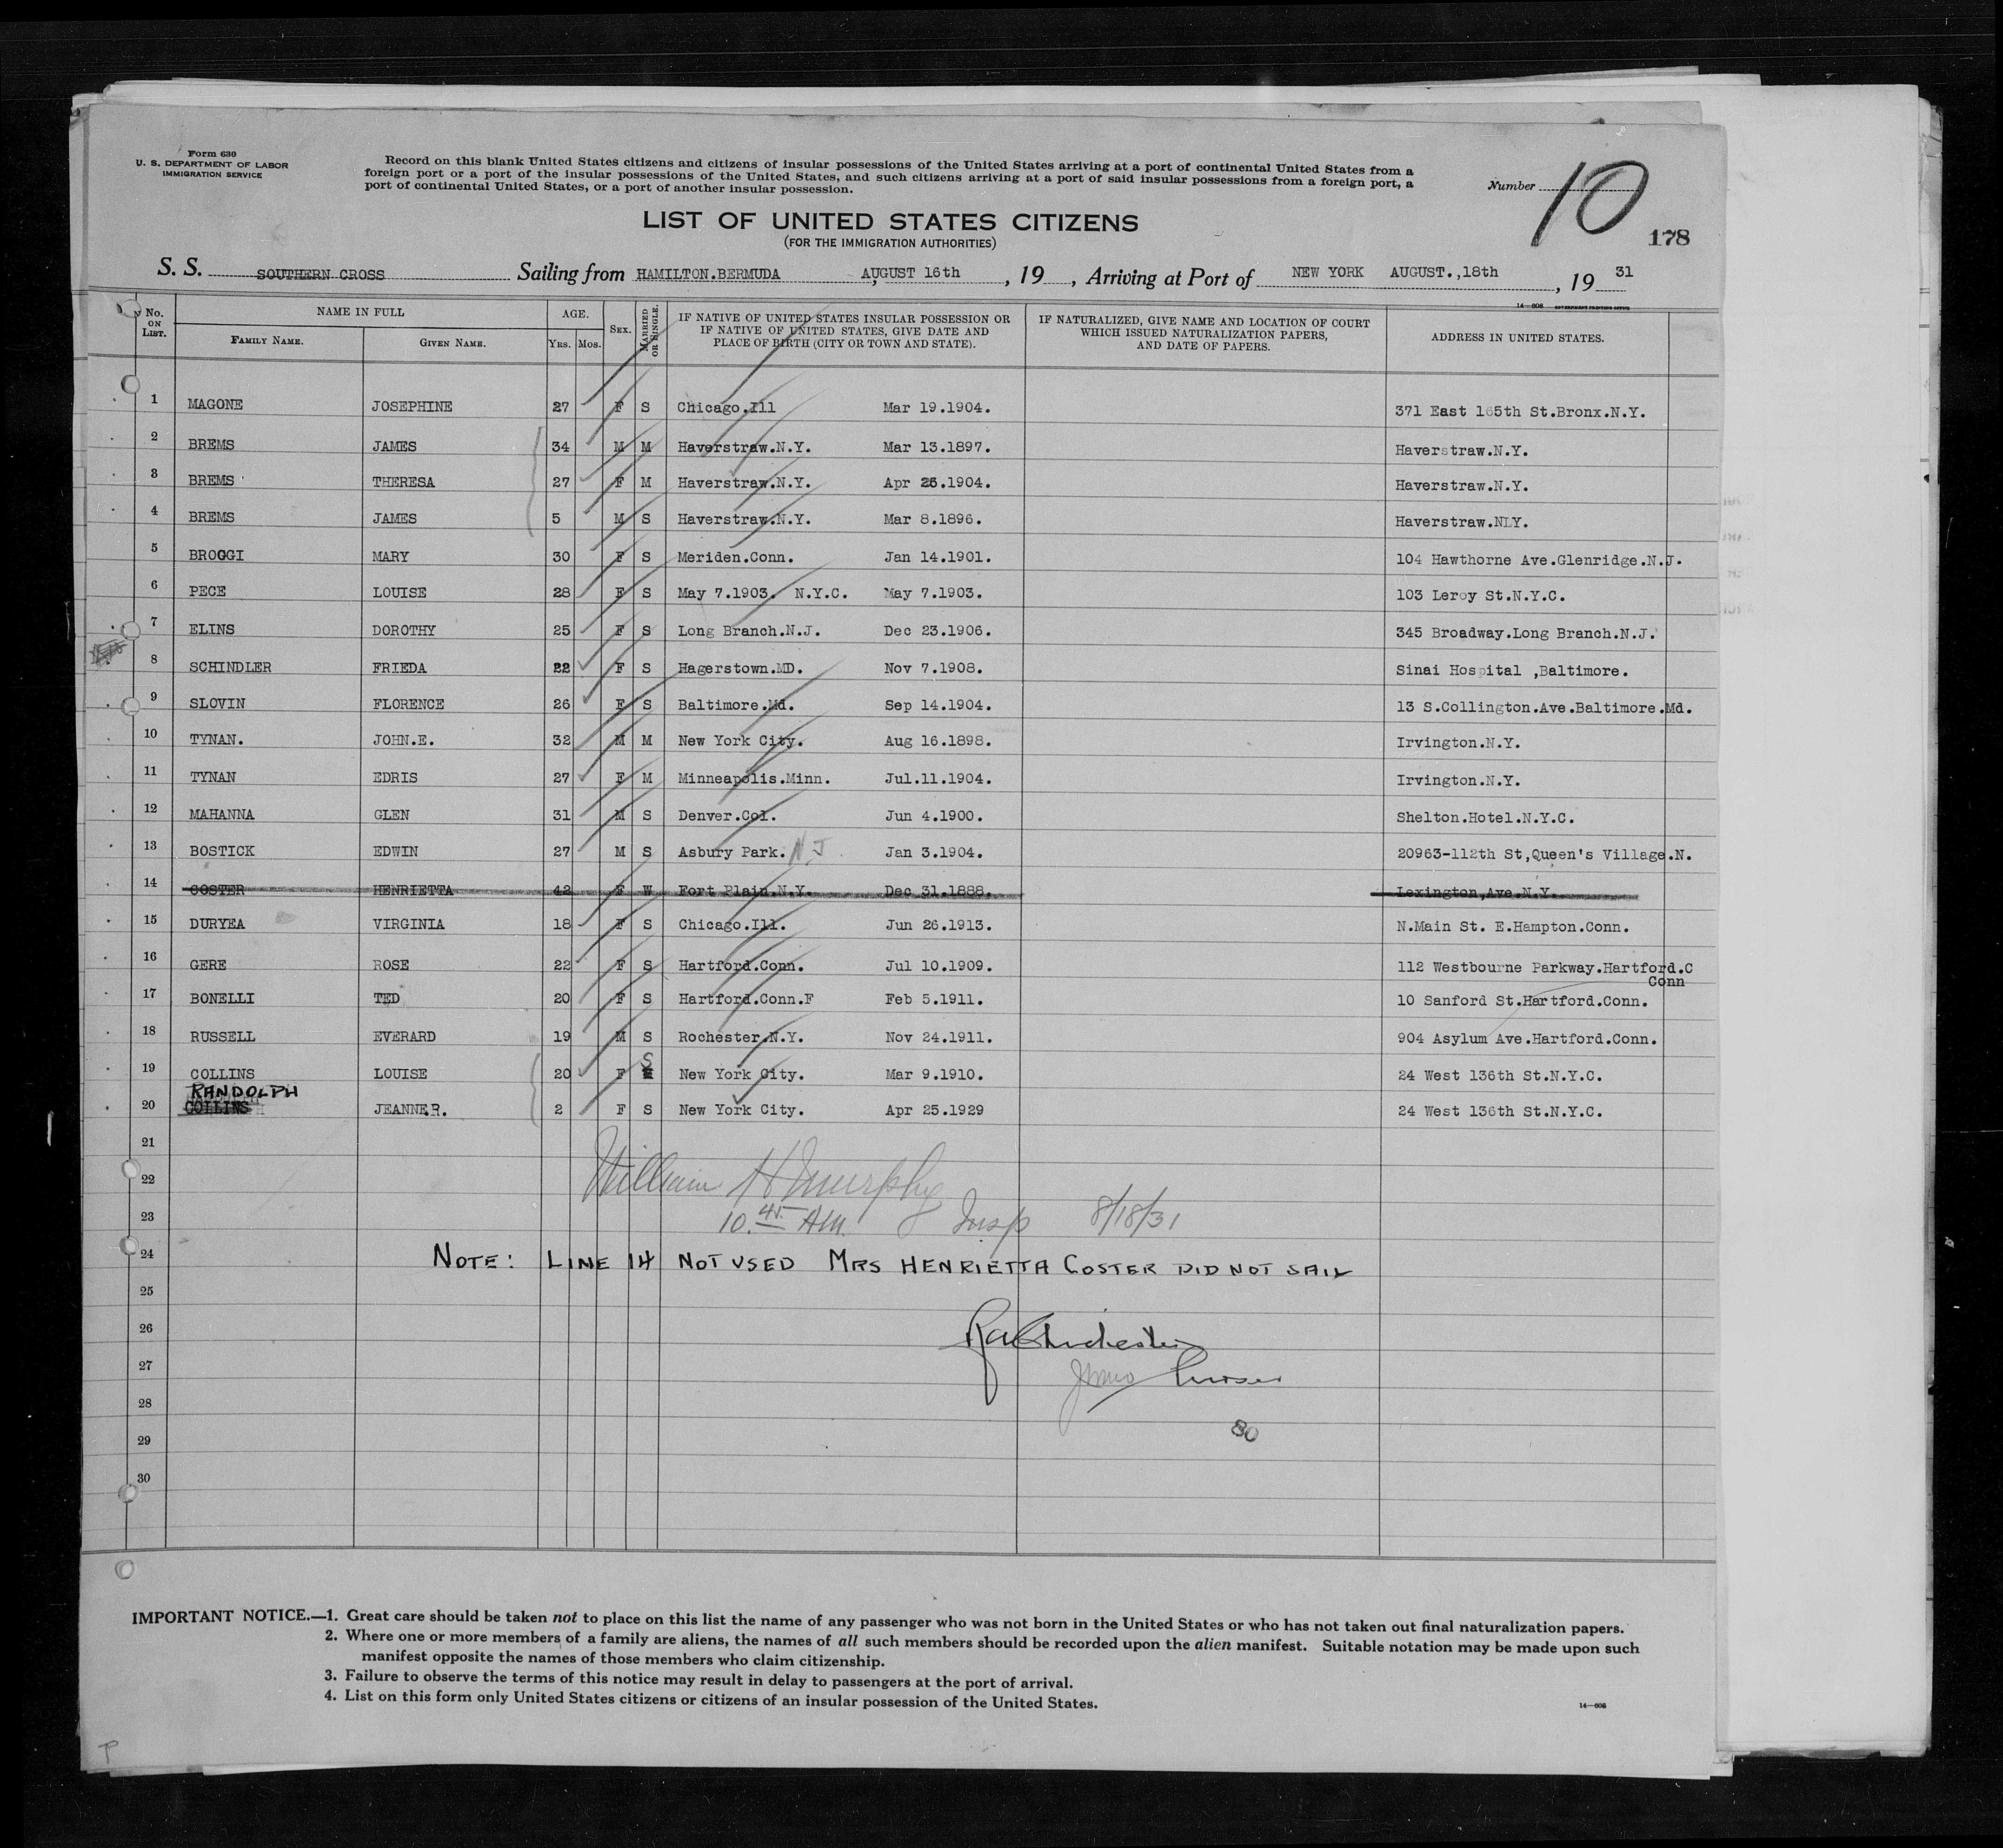 Form 630
U. S. DEPARTMENT OF LABOR
IMMIGRATION SERVICE
Record on this blank United States citizens and citizens of insular possessions of the United States arriving at a port of continental United States from a
foreign port or a port of the insular possessions of the United States, and such citizens arriving at a port of said insular possessions from a foreign port, a
port of continental United States, or a port of another insular possession.
Number 10
178
LIST OF UNITED STATES CITIZENS
(FOR THE IMMIGRATION AUTHORITIES)
S. S. SOUTHERN CROSS Sailing from HAMILTON.BERMUDA AUGUST 16th, 19 , Arriving at Port of NEW YORK AUGUST.,18th, 19 31
14—608 GOVERNMENT PRINTING OFFICE
No. ON LIST. NAME IN FULL AGE. SEX. MARRIED OR SINGLE. IF NATIVE OF UNITED STATES INSULAR POSSESSION OR IF NATIVE OF UNITED STATES, GIVE DATE AND PLACE OF BIRTH (CITY OR TOWN AND STATE). IF NATURALIZED, GIVE NAME AND LOCATION OF COURT WHICH ISSUED NATURALIZATION PAPERS, AND DATE OF PAPERS. ADDRESS IN UNITED STATES.
FAMILY NAME. GIVEN NAME. YRS. MOS.
1 MAGONE JOSEPHINE 27 F S Chicago.Ill Mar 19.1904. 371 East 165th St.Bronx.N.Y.
2 BREMS JAMES 34 M M Haverstraw.N.Y. Mar 13.1897. Haverstraw.N.Y.
3 BREMS THERESA 27 F M Haverstraw.N.Y. Apr 26.1904. Haverstraw.N.Y.
4 BREMS JAMES 5 M S Haverstraw.N.Y. Mar 8.1896. Haverstraw.NLY.
5 BROGGI MARY 30 F S Meriden.Conn. Jan 14.1901. 104 Hawthorne Ave.Glenridge.N.J.
6 PECE LOUISE 28 F S May 7.1903. N.Y.C. May 7.1903. 103 Leroy St.N.Y.C.
7 ELINS DOROTHY 25 F S Long Branch.N.J. Dec 23.1906. 345 Broadway.Long Branch.N.J.
8 SCHINDLER FRIEDA 22 F S Hagerstown.MD. Nov 7.1908. Sinai Hospital ,Baltimore.
9 SLOVIN FLORENCE 26 F S Baltimore.Md. Sep 14.1904. 13 S.Collington.Ave.Baltimore.Md.
10 TYNAN. JOHN.E. 32 M M New York City. Aug 16.1898. Irvington.N.Y.
11 TYNAN EDRIS 27 F M Minneapolis.Minn. Jul.11.1904. Irvington.N.Y.
12 MAHANNA GLEN 31 M S Denver.Col. Jun 4.1900. Shelton.Hotel.N.Y.C.
13 BOSTICK EDWIN 27 M S Asbury Park. N J Jan 3.1904. 20963-112th St,Queen's Village.N.
14 COSTER HENRIETTA 42 F W Fort Plain.N.Y. Dec 31.1888. Lexington,Ave.N.Y.
15 DURYEA VIRGINIA 18 F S Chicago.Ill. Jun 26.1913. N.Main St. E.Hampton.Conn.
16 GERE ROSE 22 F S Hartford.Conn. Jul 10.1909. 112 Westbourne Parkway.Hartford.C
Conn
17 BONELLI TED 20 F S Hartford.Conn.F Feb 5.1911. 10 Sanford St.Hartford.Conn.
18 RUSSELL EVERARD 19 M S Rochester.N.Y. Nov 24.1911. 904 Asylum Ave.Hartford.Conn.
19 COLLINS LOUISE 20 F S New York City. Mar 9.1910. 24 West 136th St.N.Y.C.
RANDOLPH
20 COLLINS JEANNE.R. 2 F S New York City. Apr 25.1929 24 West 136th St.N.Y.C.
21
22 William H Murphy
23 10.45 AM. Insp 8/18/31
24 NOTE: LINE 14 NOT USED MRS HENRIETTA COSTER DID NOT SAIL
25
26
27 Purser
28
80
29
30
IMPORTANT NOTICE.—1. Great care should be taken not to place on this list the name of any passenger who was not born in the United States or who has not taken out final naturalization papers.
2. Where one or more members of a family are aliens, the names of all such members should be recorded upon the alien manifest. Suitable notation may be made upon such
manifest opposite the names of those members who claim citizenship.
3. Failure to observe the terms of this notice may result in delay to passengers at the port of arrival.
4. List on this form only United States citizens or citizens of an insular possession of the United States.
14—608
P